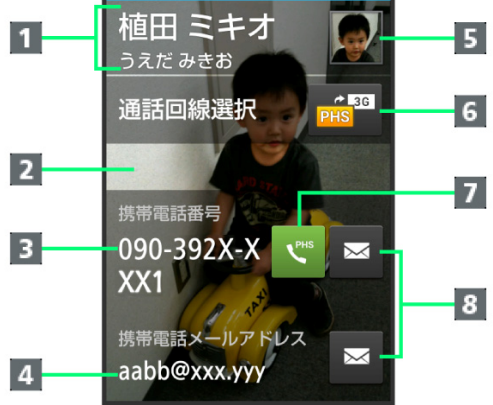 1
植田 ミキオ
うえだ みきお
5
通話回線選択
3G
PHS
6
2
7
携帯電話番号
3
090-392X-X
XX1
PHS
8
TAXI
携帯電話メールアドレス
4
aabb@xxx.yyy